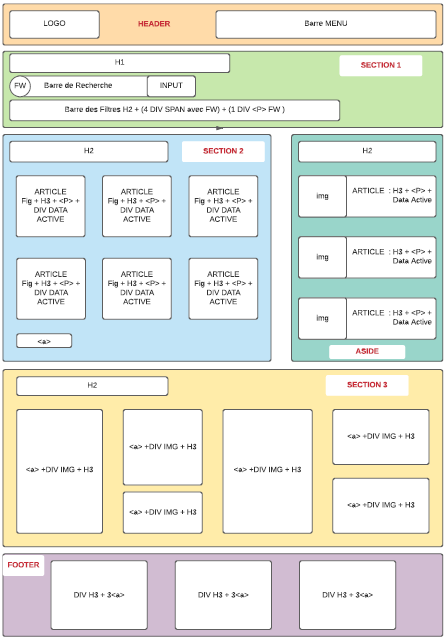 LOGO
HEADER
Barre MENU
H1
SECTION 1
FW
Barre de Recherche
INPUT
Barre des Filtres H2 + (4 DIV SPAN avec FW) + (1 DIV <P> FW )
H2
SECTION 2
ARTICLE
Fig + H3 + <P> +
DIV DATA
ACTIVE
ARTICLE
Fig + H3 + <P> +
DIV DATA
ACTIVE
ARTICLE
Fig + H3 + <P> +
DIV DATA
ACTIVE
ARTICLE
Fig + H3 + <P> +
DIV DATA
ACTIVE
ARTICLE
Fig + H3 + <P> +
DIV DATA
ACTIVE
ARTICLE
Fig + H3 + <P> +
DIV DATA
ACTIVE
<a>
H2
img
ARTICLE : H3 + <P> +
Data Active
img
ARTICLE : H3 + <P> +
Data Active
img
ARTICLE : H3 + <P> +
Data Active
ASIDE
H2
SECTION 3
<a> +DIV IMG + H3
<a> +DIV IMG + H3
<a> +DIV IMG + H3
<a> +DIV IMG + H3
<a> +DIV IMG + H3
<a> +DIV IMG + H3
FOOTER
DIV H3 + 3<a>
DIV H3 + 3<a>
DIV H3 + 3<a>